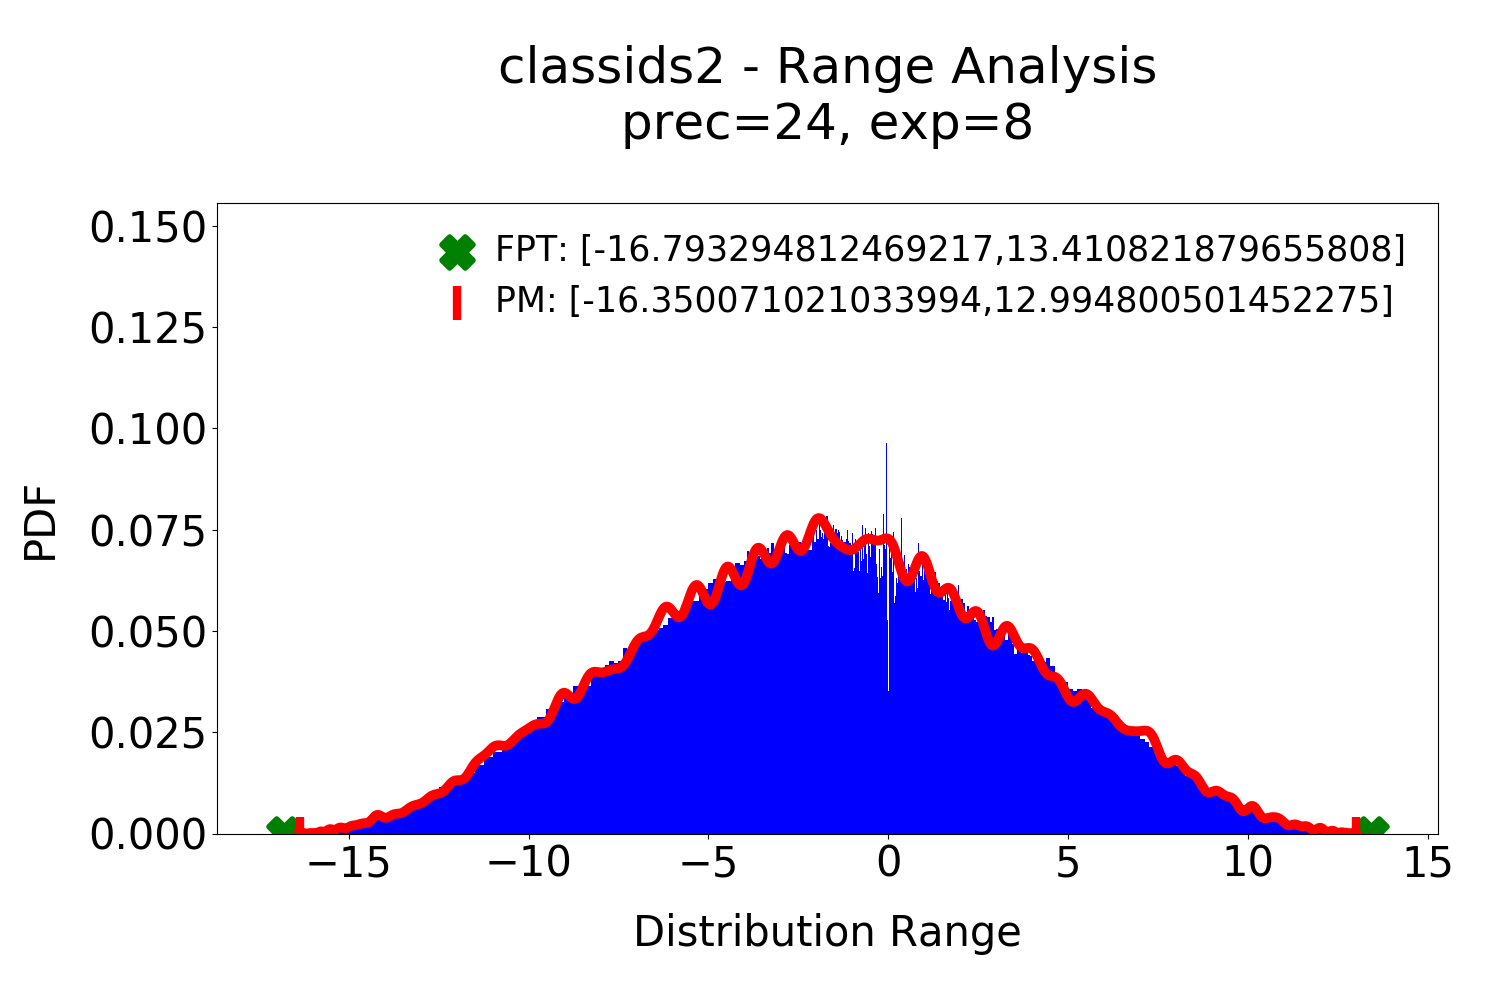 classids2 - Range Analysis
prec=24, exp=8
0.150
0.125
0.100
0.075
0.050
0.025
0.000
PDF
FPT: [-16.793294812469217,13.410821879655808]
PM: [-16.350071021033994,12.994800501452275]
−15
−10
−5
0
5
10
15
Distribution Range